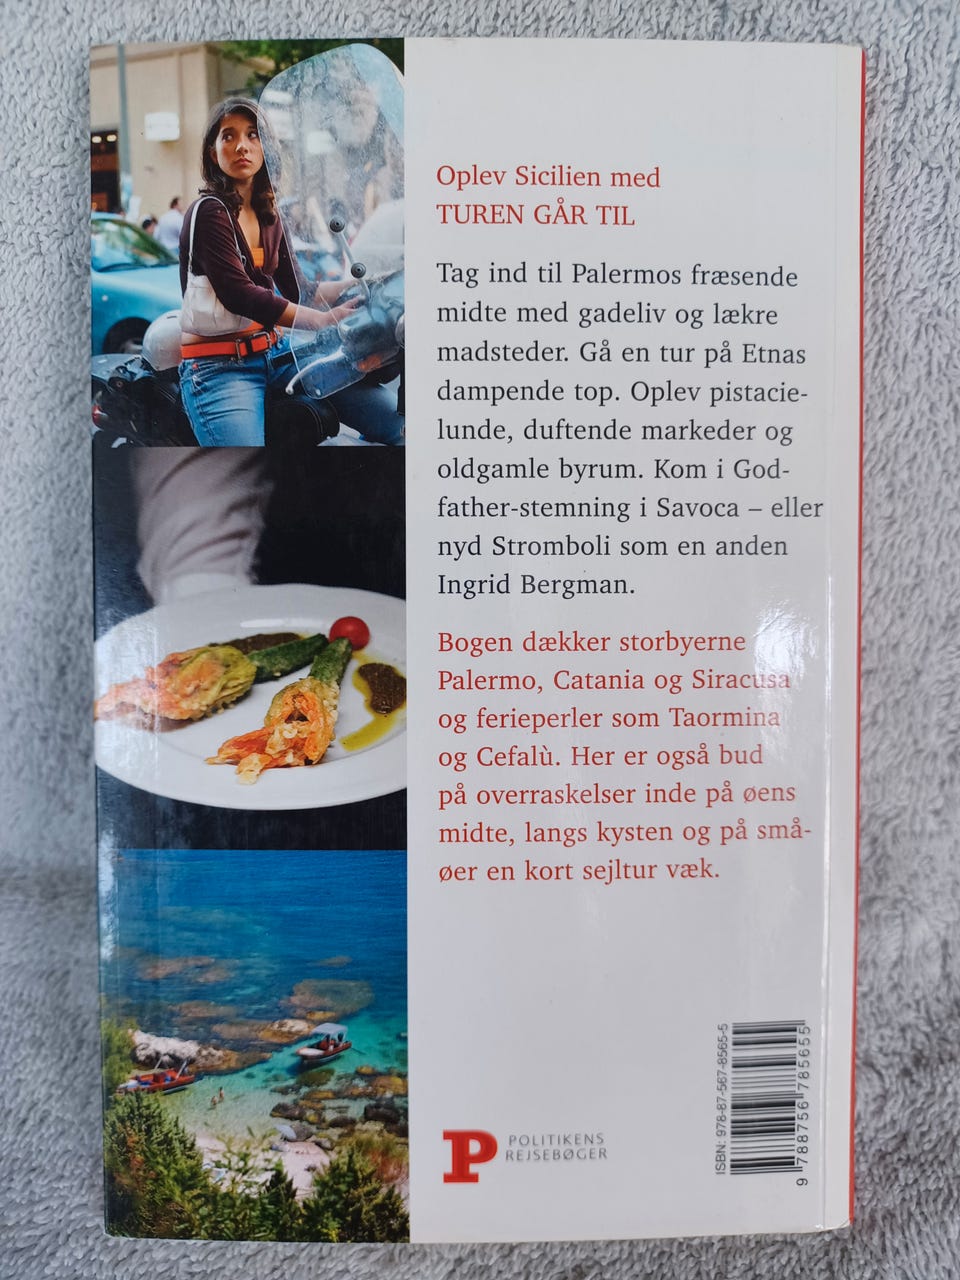 Oplev Sicilien med
TUREN GÅR TIL
Tag ind til Palermos fræsende
midte med gadeliv og lækre
madsteder. Gå en tur på Etnas
dampende top. Oplev pistacie-
lunde, duftende markeder og
oldgamle byrum. Kom i God-
father-stemning i Savoca – eller
nyd Stromboli som en anden
Ingrid Bergman.
Bogen dækker storbyerne
Palermo, Catania og Siracusa
og ferieperler som Taormina
og Cefalù. Her er også bud
på overraskelser inde på øens
midte, langs kysten og på små-
øer en kort sejltur væk.
P
POLITIKENS
REJSEBØGER
ISBN: 978-87-567-8565-5
9 788756 785655